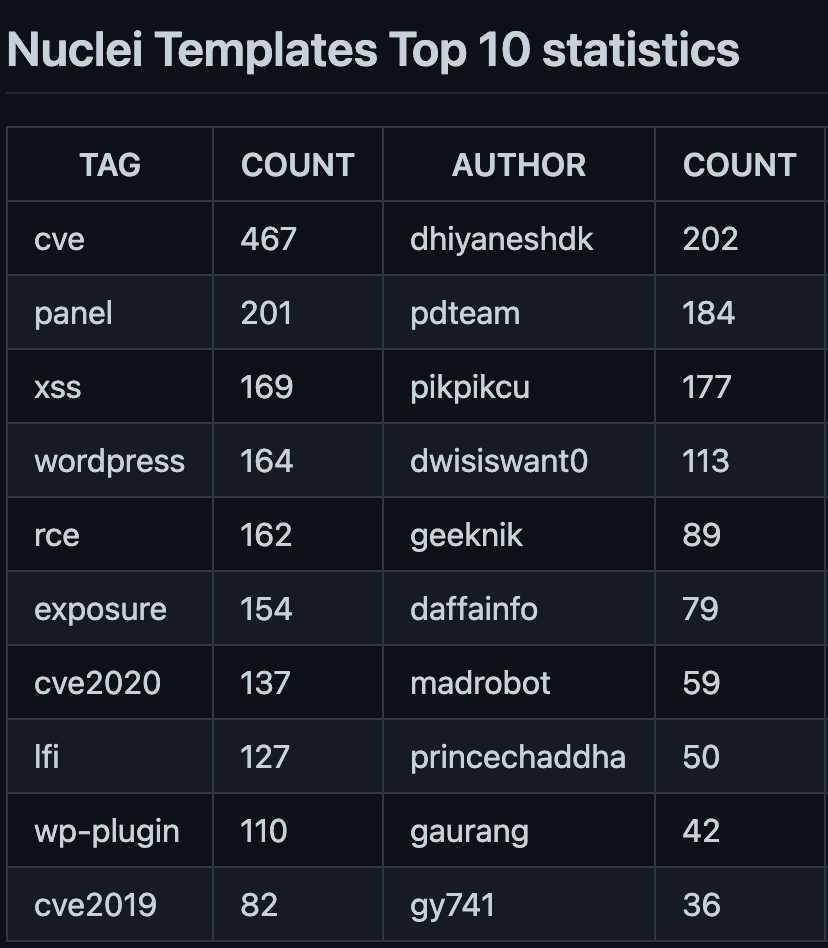 Nuclei Templates Top 10 statistics
TAG COUNT AUTHOR COUNT
cve 467 dhiyaneshdk 202
panel 201 pdteam 184
xss 169 pikpikcu 177
wordpress 164 dwisiswant0 113
rce 162 geeknik 89
exposure 154 daffainfo 79
cve2020 137 madrobot 59
lfi 127 princechaddha 50
wp-plugin 110 gaurang 42
cve2019 82 gy741 36